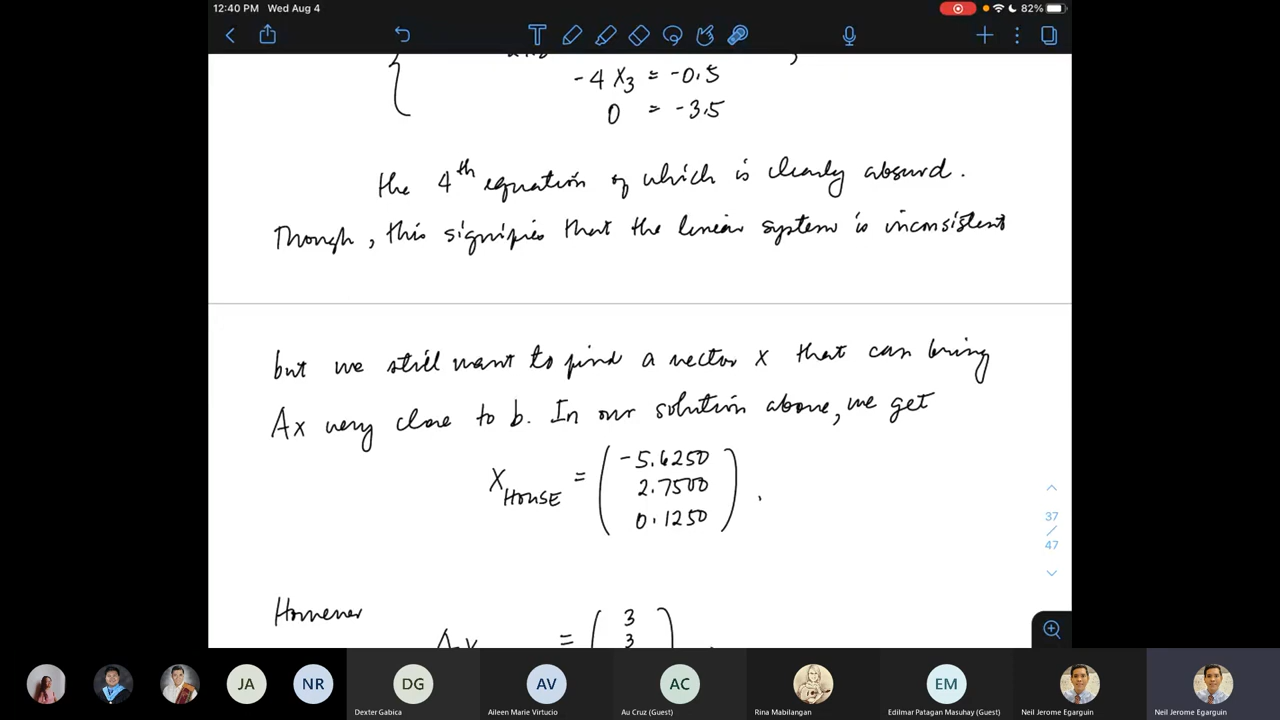 12:40 PM Wed Aug 4
82%
-4 x₃ = -0.5
0 = -3.5
the 4th equation of which is clearly absurd.
Though, this signifies that the linear system is inconsistent
but we still want to find a vector x that can bring
Ax very close to b. In our solution above, we get
X HOUSE = ( -5.6250
2.7500
0.1250 ) .
37
/
47
However
= ( 3
3
JA
NR
DG
AV
AC
EM
Dexter Gabica
Aileen Marie Virtucio
Au Cruz (Guest)
Rina Mabilangan
Edilmar Patagan Masuhay (Guest)
Neil Jerome Egarguin
Neil Jerome Egarguin